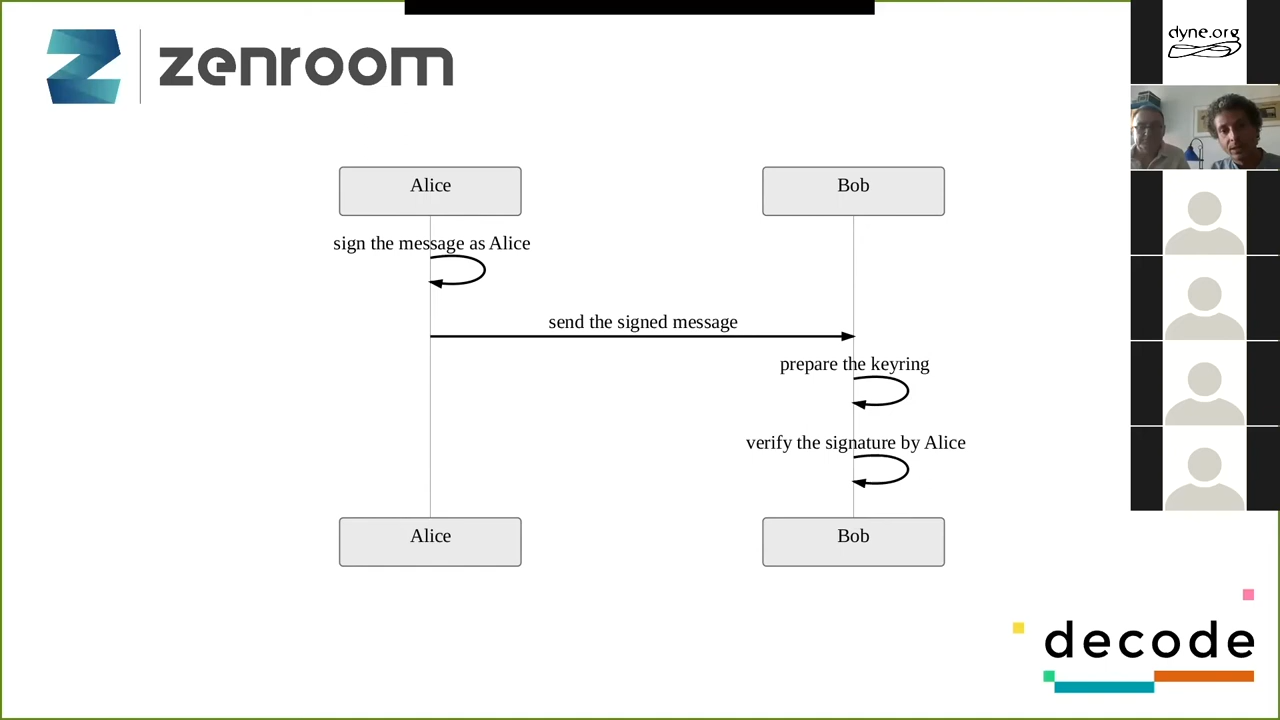 zenroom
dyne.org
Alice
Bob
sign the message as Alice
send the signed message
prepare the keyring
verify the signature by Alice
Alice
Bob
decode